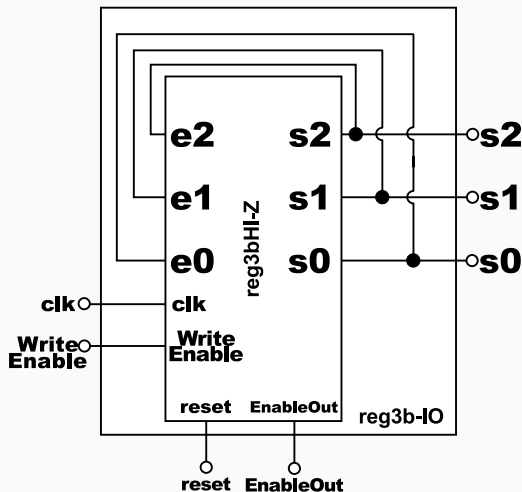 e2 s2 s2
e1 s1 s1
reg3bHI-Z
e0 s0 s0
clk clk
Write
Enable
Write
Enable
reset EnableOut
reg3b-IO
reset EnableOut